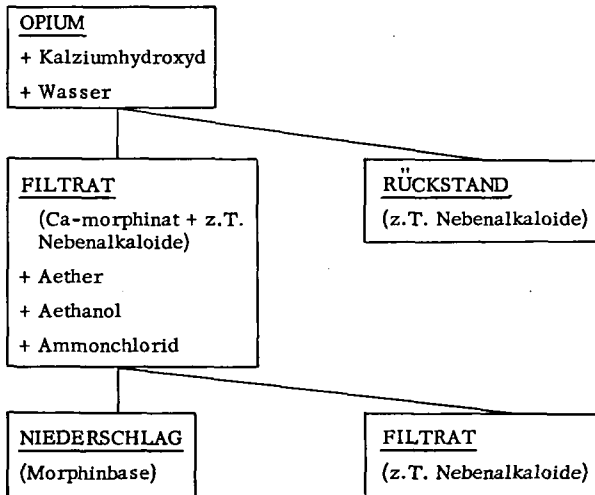 OPIUM
+ Kalziumhydroxyd
+ Wasser
FILTRAT
(Ca-morphinat + z.T.
Nebenalkaloide)
+ Aether
+ Aethanol
+ Ammonchlorid
RÜCKSTAND
(z.T. Nebenalkaloide)
NIEDERSCHLAG
(Morphinbase)
FILTRAT
(z.T. Nebenalkaloide)